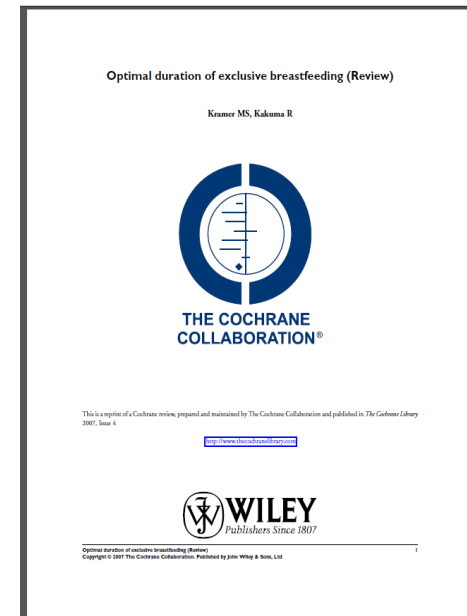 Optimal duration of exclusive breastfeeding (Review)
Kramer MS, Kakuma R
THE COCHRANE
COLLABORATION®
This is a reprint of a Cochrane review, prepared and maintained by The Cochrane Collaboration and published in The Cochrane Library
2007, Issue 4
http://www.thecochranelibrary.com
WILEY
Publishers Since 1807
Optimal duration of exclusive breastfeeding (Review) 1
Copyright © 2007 The Cochrane Collaboration. Published by John Wiley & Sons, Ltd